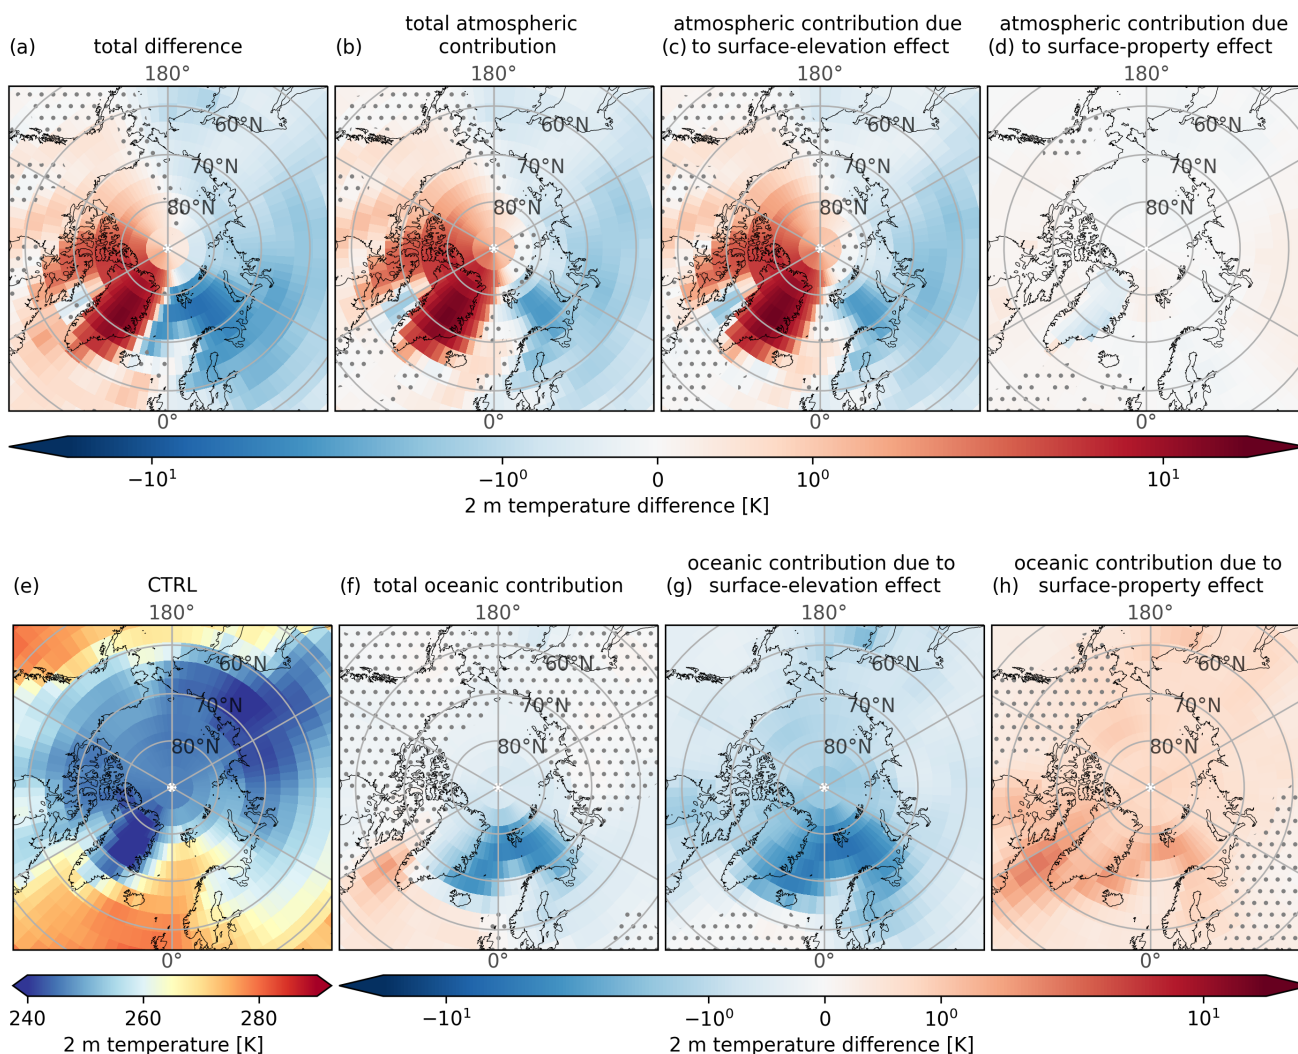 (a) total difference
(b) total atmospheric
contribution
(c) atmospheric contribution due
to surface-elevation effect
(d) atmospheric contribution due
to surface-property effect
180° 180° 180° 180°
60°N 60°N 60°N 60°N
70°N 70°N 70°N 70°N
80°N 80°N 80°N 80°N
0° 0° 0° 0°
−10¹ −10⁰ 0 10⁰ 10¹
2 m temperature difference [K]
(e) CTRL
(f) total oceanic contribution
(g) oceanic contribution due to
surface-elevation effect
(h) oceanic contribution due to
surface-property effect
180° 180° 180° 180°
60°N 60°N 60°N 60°N
70°N 70°N 70°N 70°N
80°N 80°N 80°N 80°N
0° 0° 0° 0°
240 260 280
2 m temperature [K]
−10¹ −10⁰ 0 10⁰ 10¹
2 m temperature difference [K]